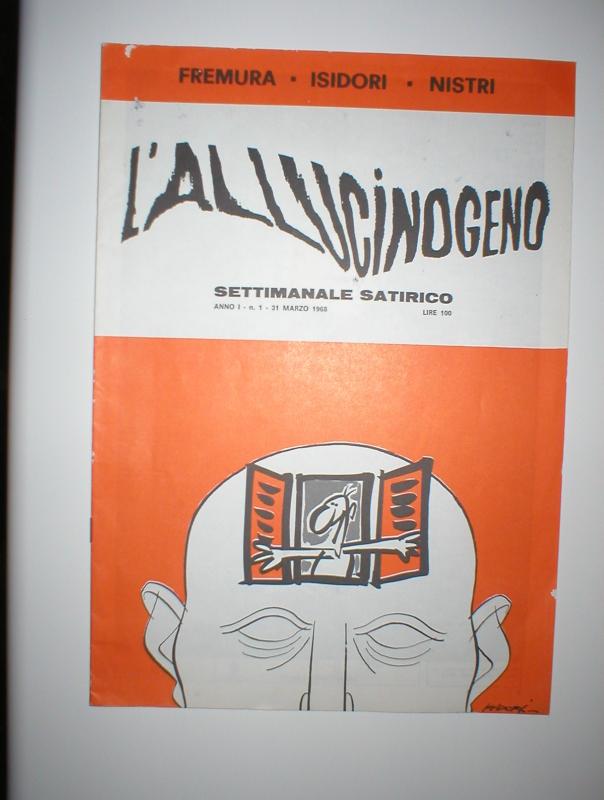 FREMURA • ISIDORI • NISTRI
L'ALLUCINOGENO
SETTIMANALE SATIRICO
ANNO I - n. 1 - 31 MARZO 1968 LIRE 100